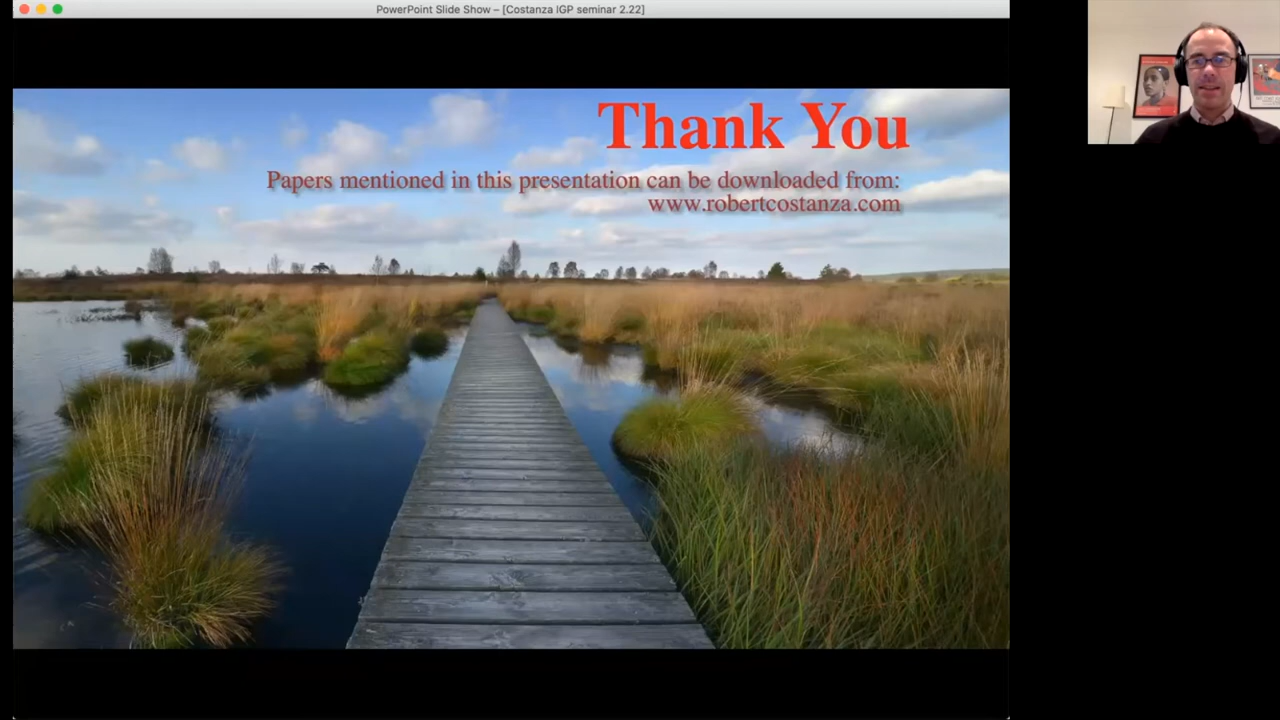 PowerPoint Slide Show – [Costanza IGP seminar 2.22]
Thank You
Papers mentioned in this presentation can be downloaded from:
www.robertcostanza.com